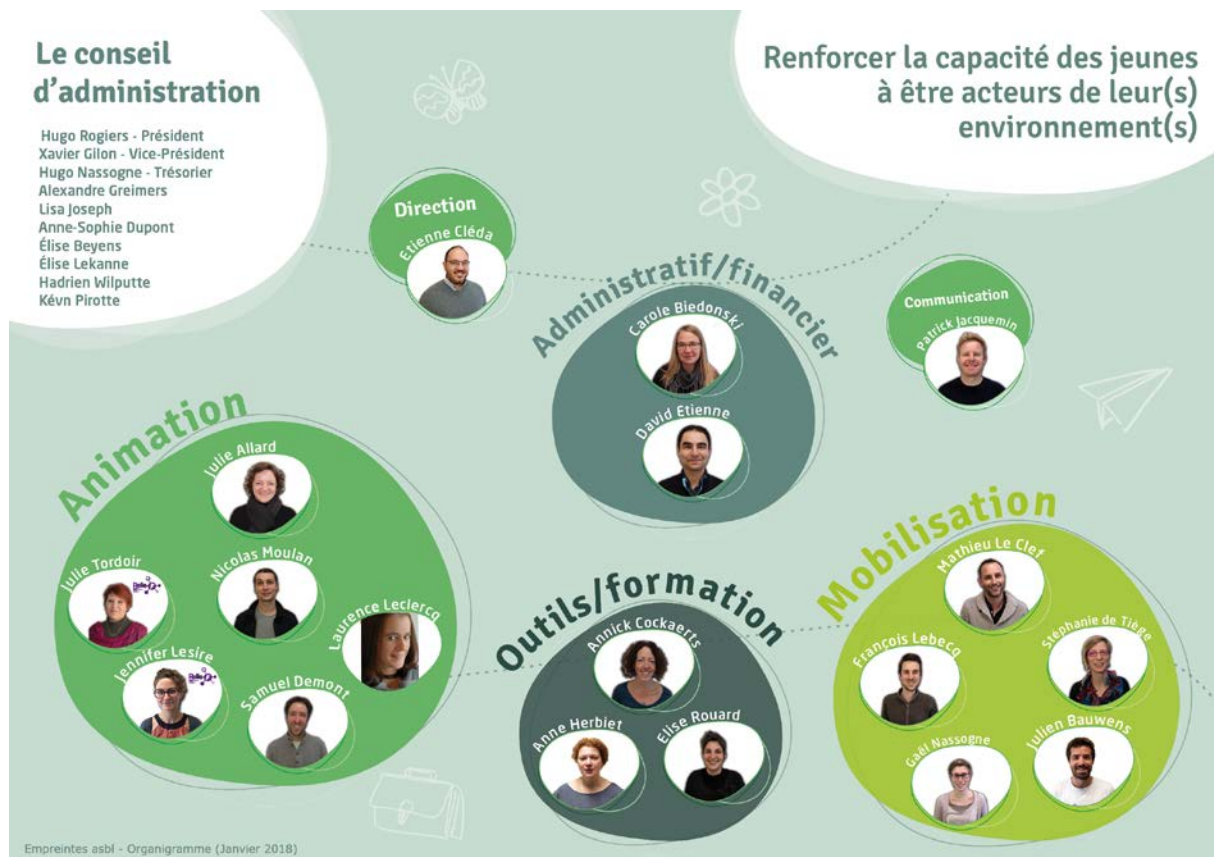 Le conseil
d'administration
Hugo Rogiers - Président
Xavier Gilon - Vice-Président
Hugo Nassogne - Trésorier
Alexandre Greimers
Lisa Joseph
Anne-Sophie Dupont
Élise Beyens
Élise Lekanne
Hadrien Wilputte
Kévn Pirotte
Renforcer la capacité des jeunes
à être acteurs de leur(s)
environnement(s)
Direction
Etienne Cléda
Administratif/financier
Carole Biedonski
David Etienne
Communication
Patrick Jacquemin
Animation
Julie Allard
Julie Tordoir
Nicolas Moulan
Laurence Leclercq
Jennifer Lesire
Samuel Demont
Outils/formation
Annick Cockaerts
Anne Herbiet
Elise Rouard
Mobilisation
Mathieu Le Clef
François Lebecq
Stéphanie de Tiège
Gaël Nassogne
Julien Bauwens
Empreintes asbl - Organigramme (Janvier 2018)